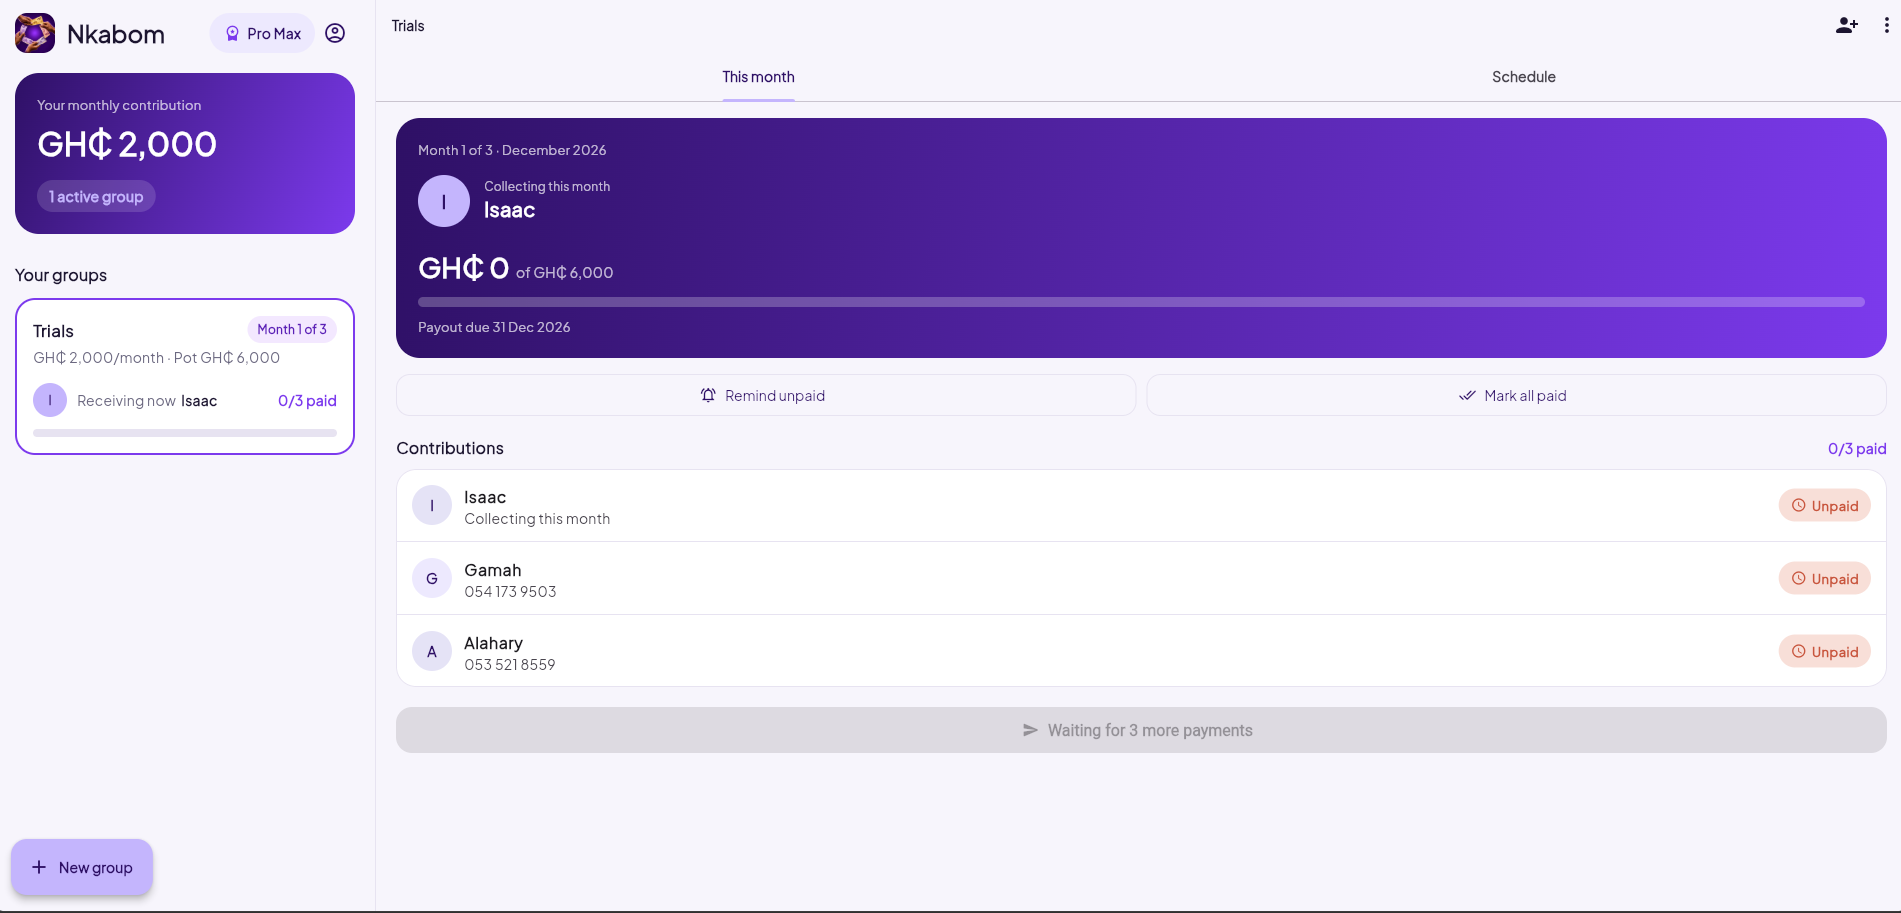 Nkabom
Pro Max
Your monthly contribution
GH₵ 2,000
1 active group
Your groups
Trials
Month 1 of 3
GH₵ 2,000/month · Pot GH₵ 6,000
I
Receiving now Isaac
0/3 paid
New group
Trials
This month
Schedule
Month 1 of 3 · December 2026
I
Collecting this month
Isaac
GH₵ 0 of GH₵ 6,000
Payout due 31 Dec 2026
Remind unpaid
Mark all paid
Contributions
0/3 paid
I
Isaac
Collecting this month
Unpaid
G
Gamah
054 173 9503
Unpaid
A
Alahary
053 521 8559
Unpaid
Waiting for 3 more payments